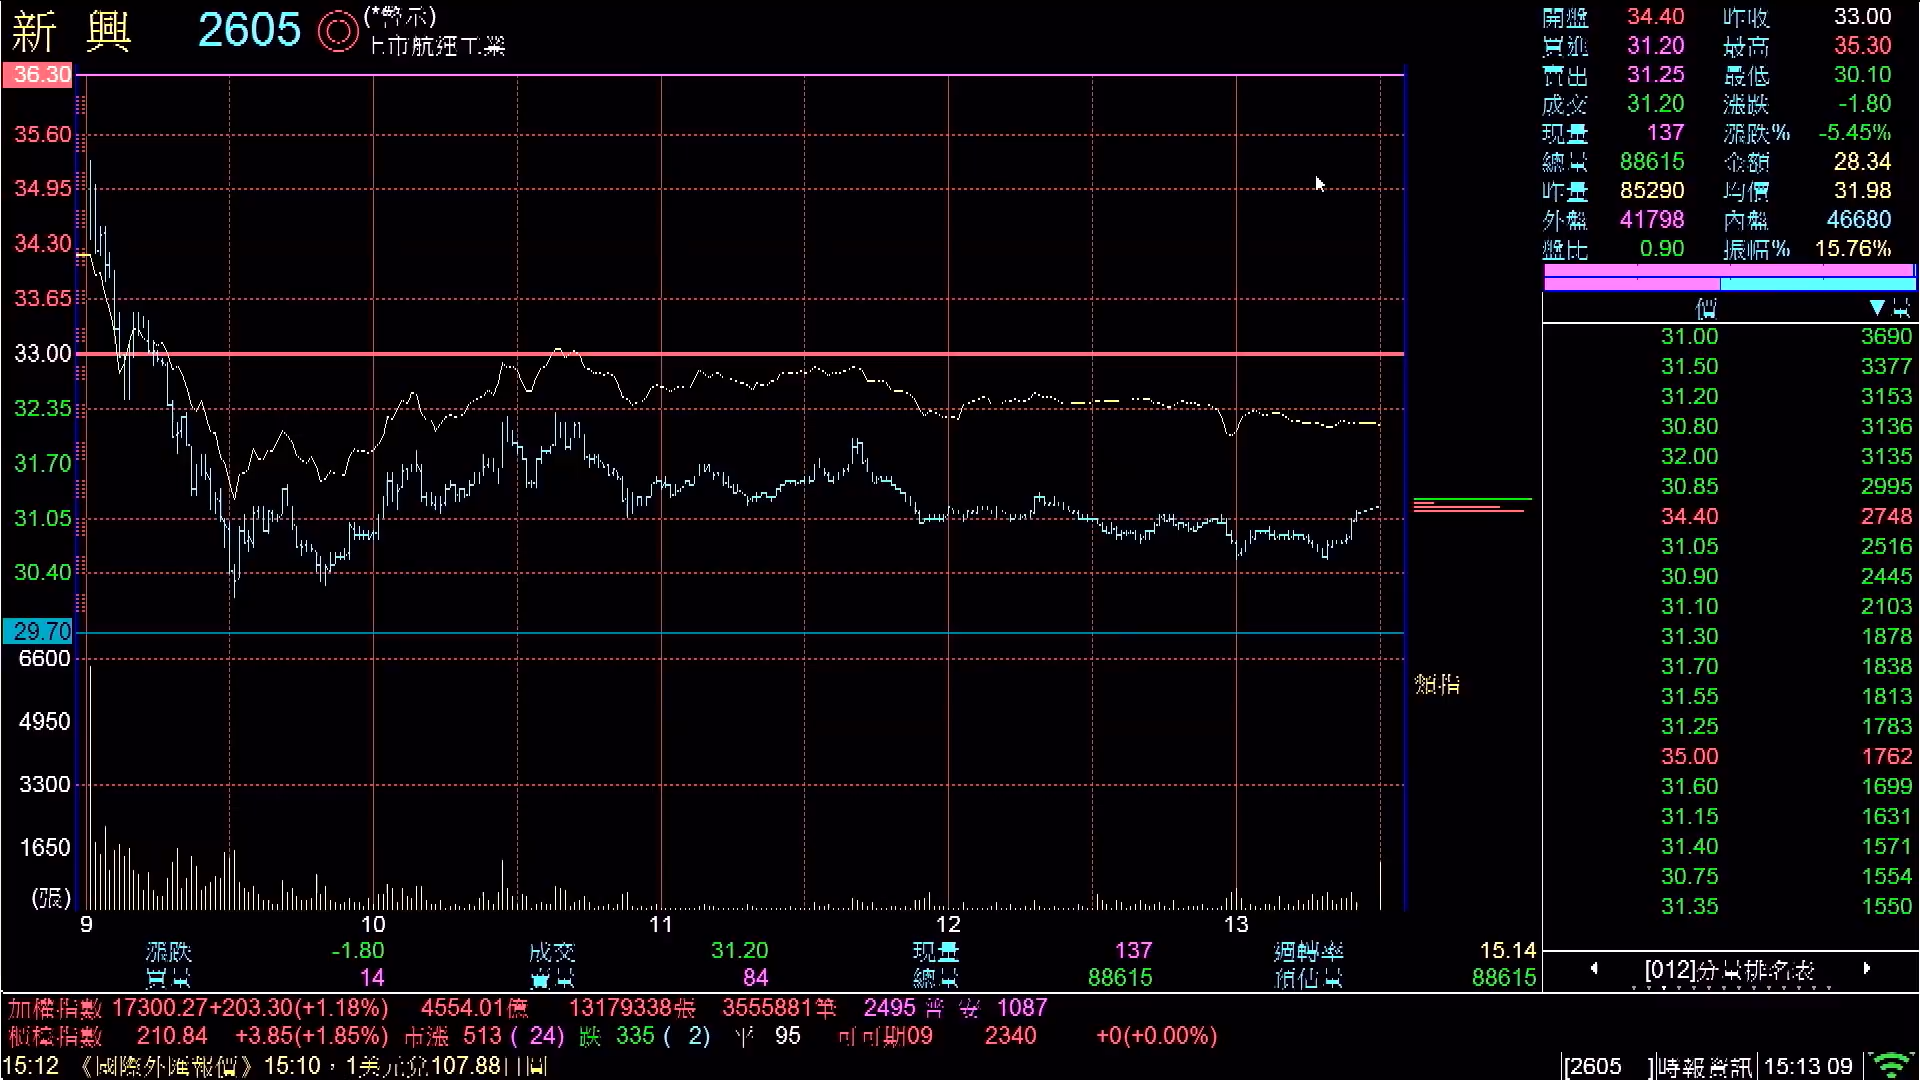 新 興 2605 (*警示)
上市航運工業
36.30
35.60
34.95
34.30
33.65
33.00
32.35
31.70
31.05
30.40
29.70
6600
4950
3300
1650
(張)
9 10 11 12 13
類指
開盤 34.40 昨收 33.00
買進 31.20 最高 35.30
賣出 31.25 最低 30.10
成交 31.20 漲跌 -1.80
現量 137 漲跌% -5.45%
總量 88615 金額 28.34
昨量 85290 均價 31.98
外盤 41798 內盤 46680
盤比 0.90 振幅% 15.76%
價 ▼量
31.00 3690
31.50 3377
31.20 3153
30.80 3136
32.00 3135
30.85 2995
34.40 2748
31.05 2516
30.90 2445
31.10 2103
31.30 1878
31.70 1838
31.55 1813
31.25 1783
35.00 1762
31.60 1699
31.15 1631
31.40 1571
30.75 1554
31.35 1550
[012]分量排名表
漲跌 -1.80 成交 31.20 現量 137 週轉率 15.14
買量 14 賣量 84 總量 88615 預估量 88615
加權指數 17300.27+203.30(+1.18%) 4554.01億 13179338張 3555881筆 2495 普 安 1087
櫃檯指數 210.84 +3.85(+1.85%) 市漲 513 ( 24) 跌 335 ( 2) 平 95 可可期09 2340 +0(+0.00%)
15:12 《國際外匯報價》15:10，1美元兌107.88日圓
[2605 ]時報資訊 15:13 09